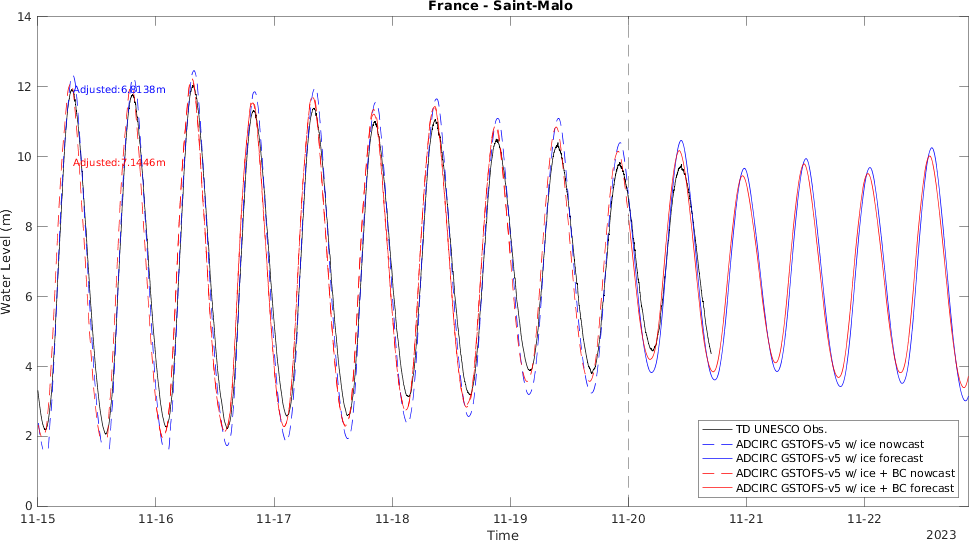 France - Saint-Malo
Water Level (m)
14
12
10
8
6
4
2
0
Adjusted:6.8138m
Adjusted:7.1446m
TD UNESCO Obs.
ADCIRC GSTOFS-v5 w/ ice nowcast
ADCIRC GSTOFS-v5 w/ ice forecast
ADCIRC GSTOFS-v5 w/ ice + BC nowcast
ADCIRC GSTOFS-v5 w/ ice + BC forecast
11-15
11-16
11-17
11-18
11-19
11-20
11-21
11-22
Time
2023